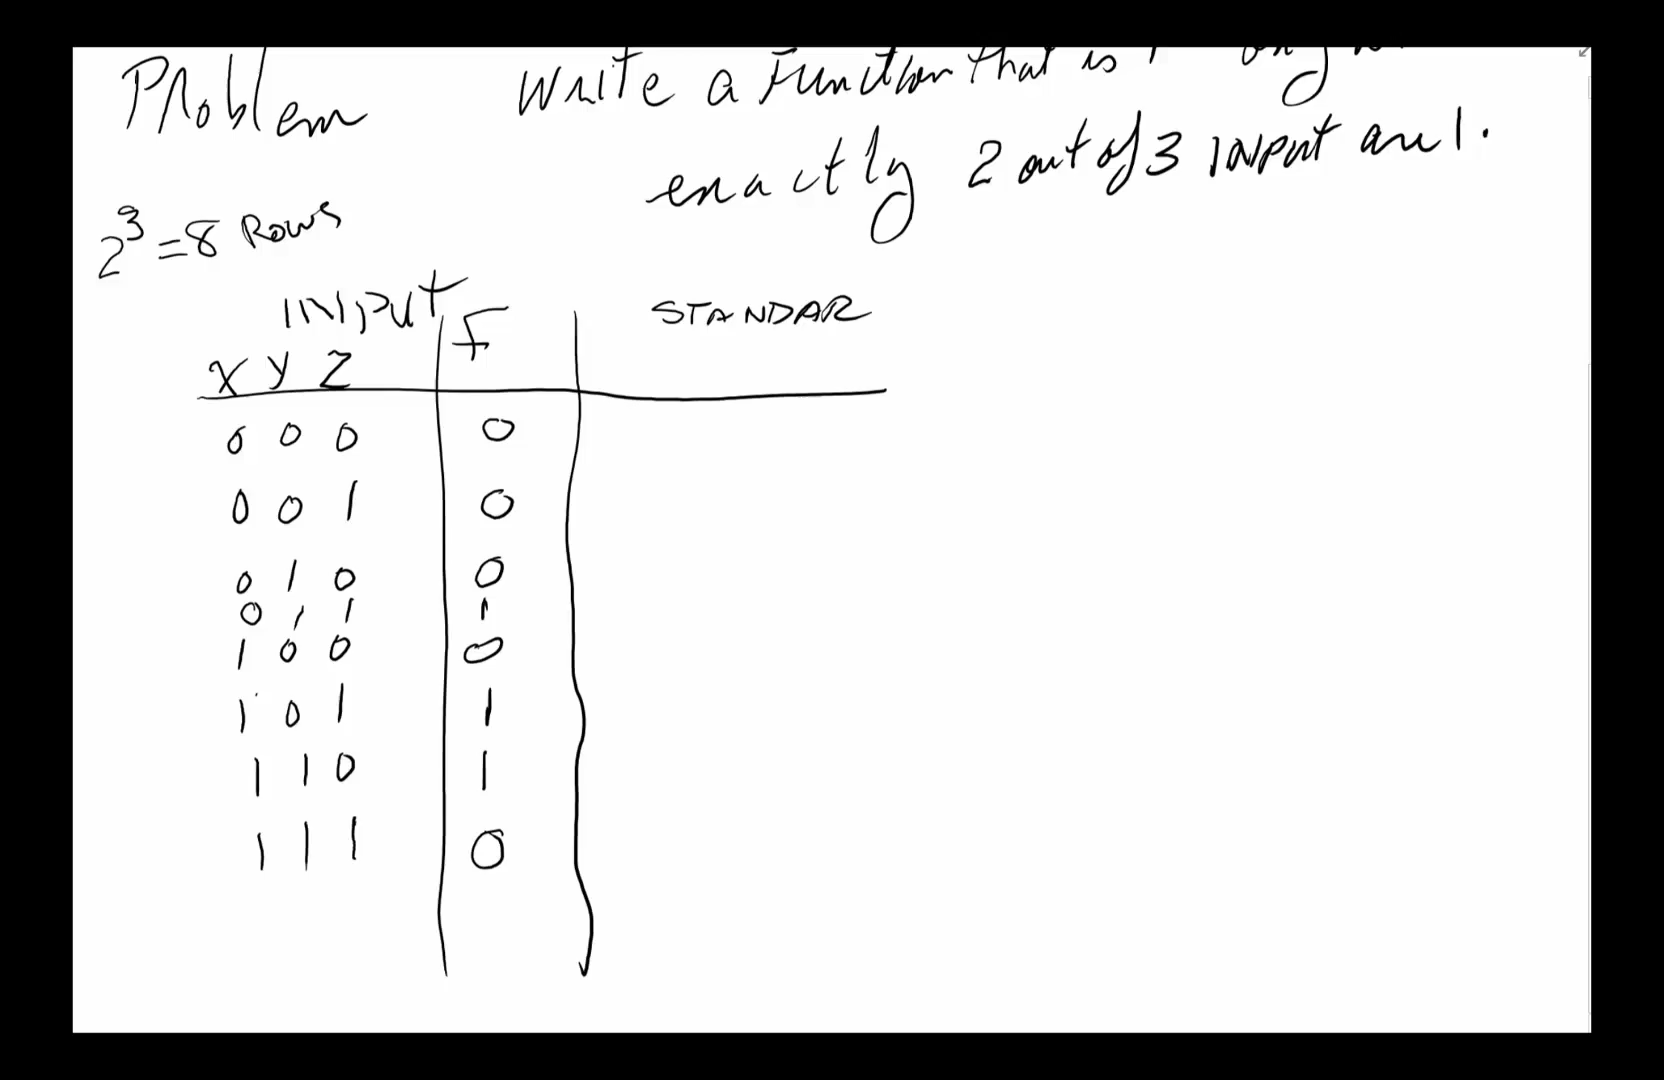 Problem Write a Function that is 1
exactly 2 out of 3 INPUT are 1.
2³ = 8 ROWS
INPUT F STANDAR
X Y Z
0 0 0 0
0 0 1 0
0 1 0 0
0 1 1 1
1 0 0 0
1 0 1 1
1 1 0 1
1 1 1 0